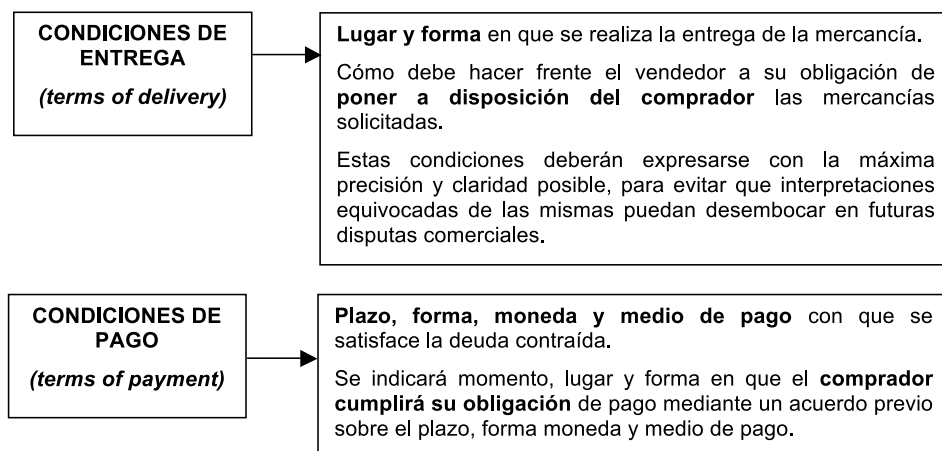 CONDICIONES DE
ENTREGA
(terms of delivery)
Lugar y forma en que se realiza la entrega de la mercancía.
Cómo debe hacer frente el vendedor a su obligación de
poner a disposición del comprador las mercancías
solicitadas.
Estas condiciones deberán expresarse con la máxima
precisión y claridad posible, para evitar que interpretaciones
equivocadas de las mismas puedan desembocar en futuras
disputas comerciales.
CONDICIONES DE
PAGO
(terms of payment)
Plazo, forma, moneda y medio de pago con que se
satisface la deuda contraída.
Se indicará momento, lugar y forma en que el comprador
cumplirá su obligación de pago mediante un acuerdo previo
sobre el plazo, forma moneda y medio de pago.